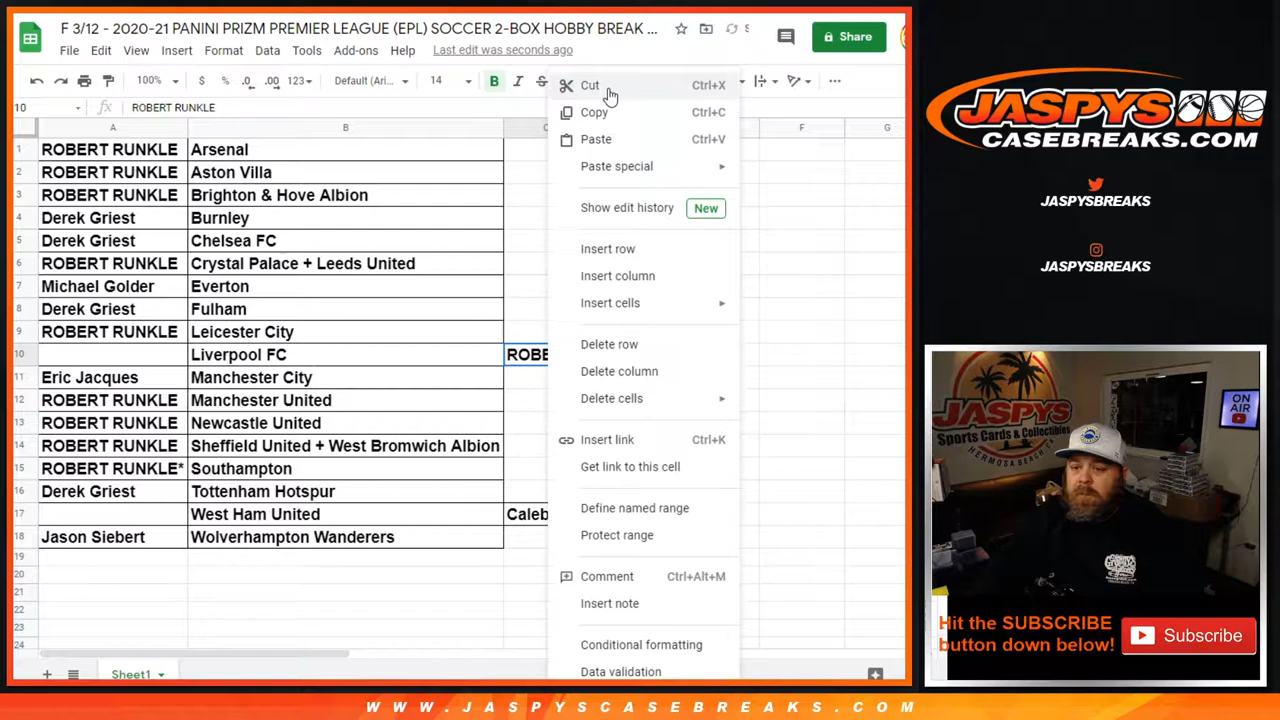 F 3/12 - 2020-21 PANINI PRIZM PREMIER LEAGUE (EPL) SOCCER 2-BOX HOBBY BREAK ...
S
Share
File Edit View Insert Format Data Tools Add-ons Help Last edit was seconds ago
100% $ % .0 .00 123 Default (Ari... 14 B I S
10 fx ROBERT RUNKLE
A B C F G
1 ROBERT RUNKLE Arsenal
2 ROBERT RUNKLE Aston Villa
3 ROBERT RUNKLE Brighton & Hove Albion
4 Derek Griest Burnley
5 Derek Griest Chelsea FC
6 ROBERT RUNKLE Crystal Palace + Leeds United
7 Michael Golder Everton
8 Derek Griest Fulham
9 ROBERT RUNKLE Leicester City
10 Liverpool FC ROBE
11 Eric Jacques Manchester City
12 ROBERT RUNKLE Manchester United
13 ROBERT RUNKLE Newcastle United
14 ROBERT RUNKLE Sheffield United + West Bromwich Albion
15 ROBERT RUNKLE* Southampton
16 Derek Griest Tottenham Hotspur
17 West Ham United Caleb
18 Jason Siebert Wolverhampton Wanderers
19
20
21
22
23
24
Sheet1
Cut Ctrl+X
Copy Ctrl+C
Paste Ctrl+V
Paste special
Show edit history New
Insert row
Insert column
Insert cells
Delete row
Delete column
Delete cells
Insert link Ctrl+K
Get link to this cell
Define named range
Protect range
Comment Ctrl+Alt+M
Insert note
Conditional formatting
Data validation
JASPYS
CASEBREAKS.COM
JASPYSBREAKS
JASPYSBREAKS
JASPYS
Sports Cards & Collectibles
HERMOSA BEACH
ON
AIR
Hit the SUBSCRIBE
button down below!
Subscribe
WWW.JASPYSCASEBREAKS.COM